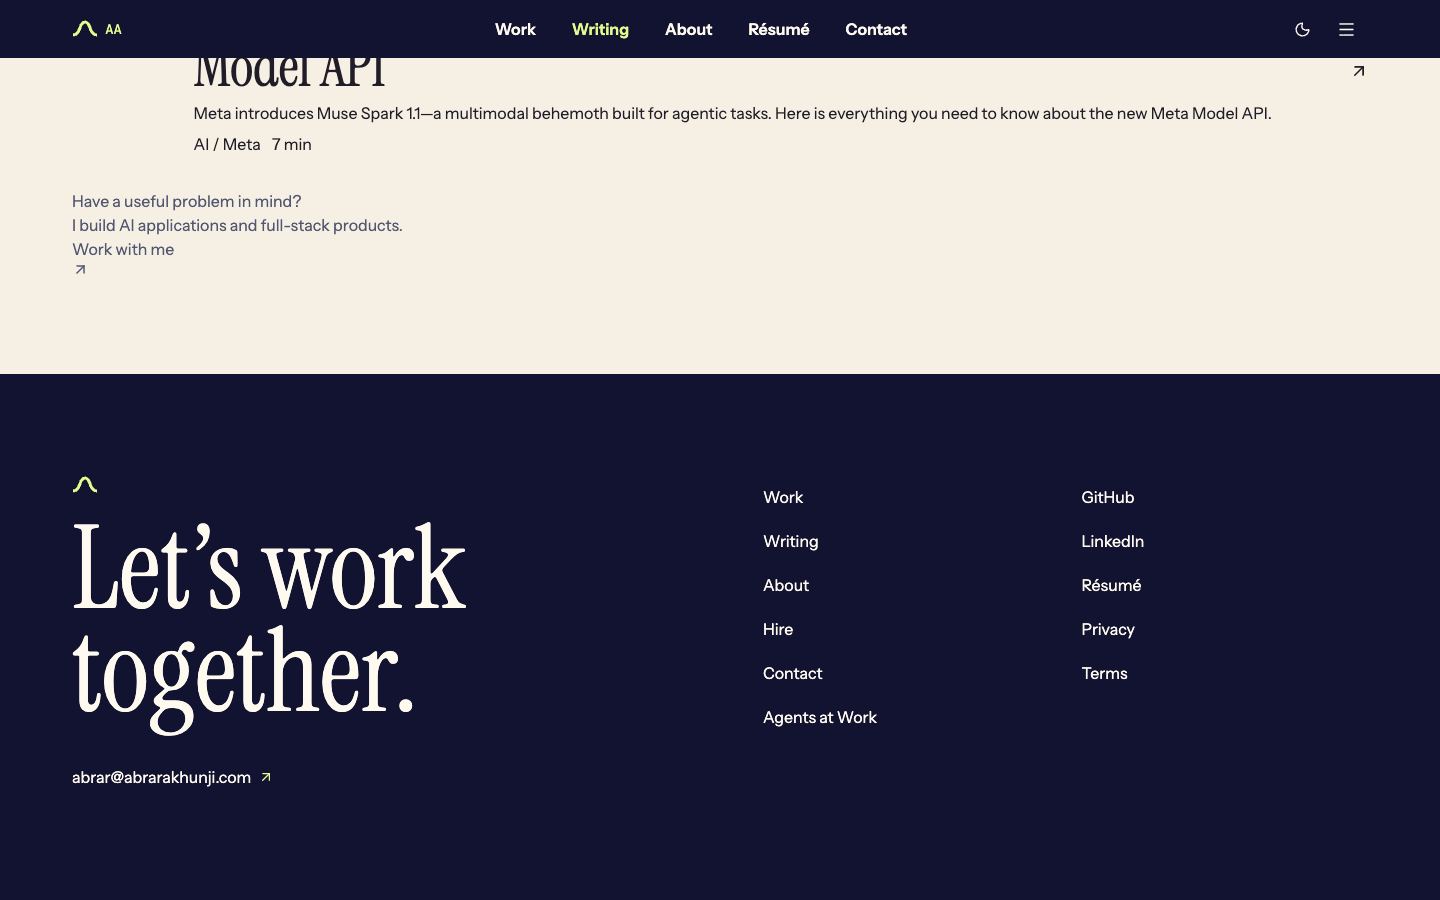 AA
Work
Writing
About
Résumé
Contact
Model API
Meta introduces Muse Spark 1.1—a multimodal behemoth built for agentic tasks. Here is everything you need to know about the new Meta Model API.
AI / Meta 7 min
Have a useful problem in mind?
I build AI applications and full-stack products.
Work with me
Let’s work
together.
abrar@abrarakhunji.com
Work
Writing
About
Hire
Contact
Agents at Work
GitHub
LinkedIn
Résumé
Privacy
Terms